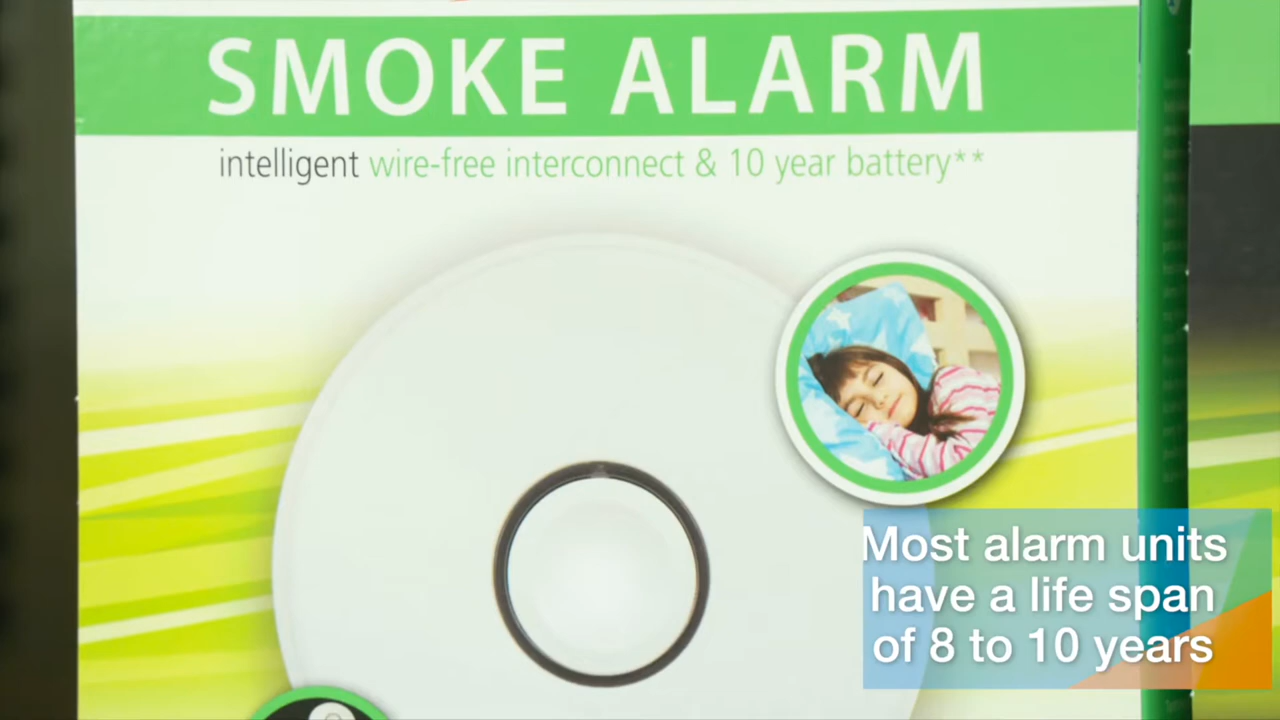 SMOKE ALARM
intelligent wire-free interconnect & 10 year battery**
Most alarm units
have a life span
of 8 to 10 years